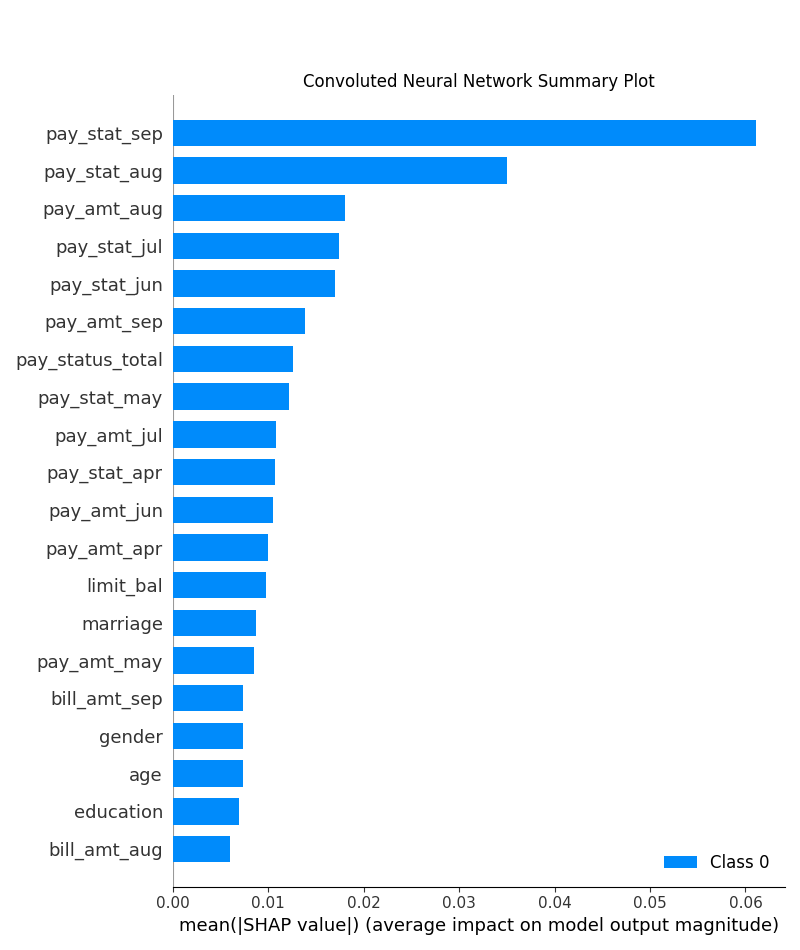 Convoluted Neural Network Summary Plot
pay_stat_sep
pay_stat_aug
pay_amt_aug
pay_stat_jul
pay_stat_jun
pay_amt_sep
pay_status_total
pay_stat_may
pay_amt_jul
pay_stat_apr
pay_amt_jun
pay_amt_apr
limit_bal
marriage
pay_amt_may
bill_amt_sep
gender
age
education
bill_amt_aug
Class 0
0.00 0.01 0.02 0.03 0.04 0.05 0.06
mean(|SHAP value|) (average impact on model output magnitude)